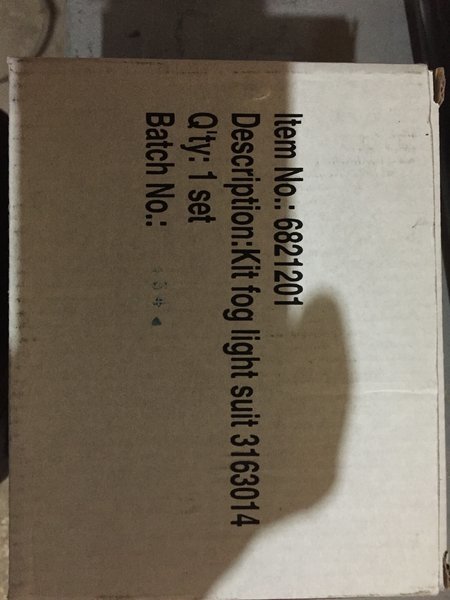 Item No.: 6821201
Description:Kit fog light suit 3163014
Q'ty: 1 set
Batch No.: